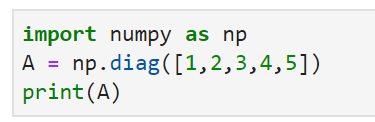 import numpy as np
A = np.diag([1,2,3,4,5])
print(A)